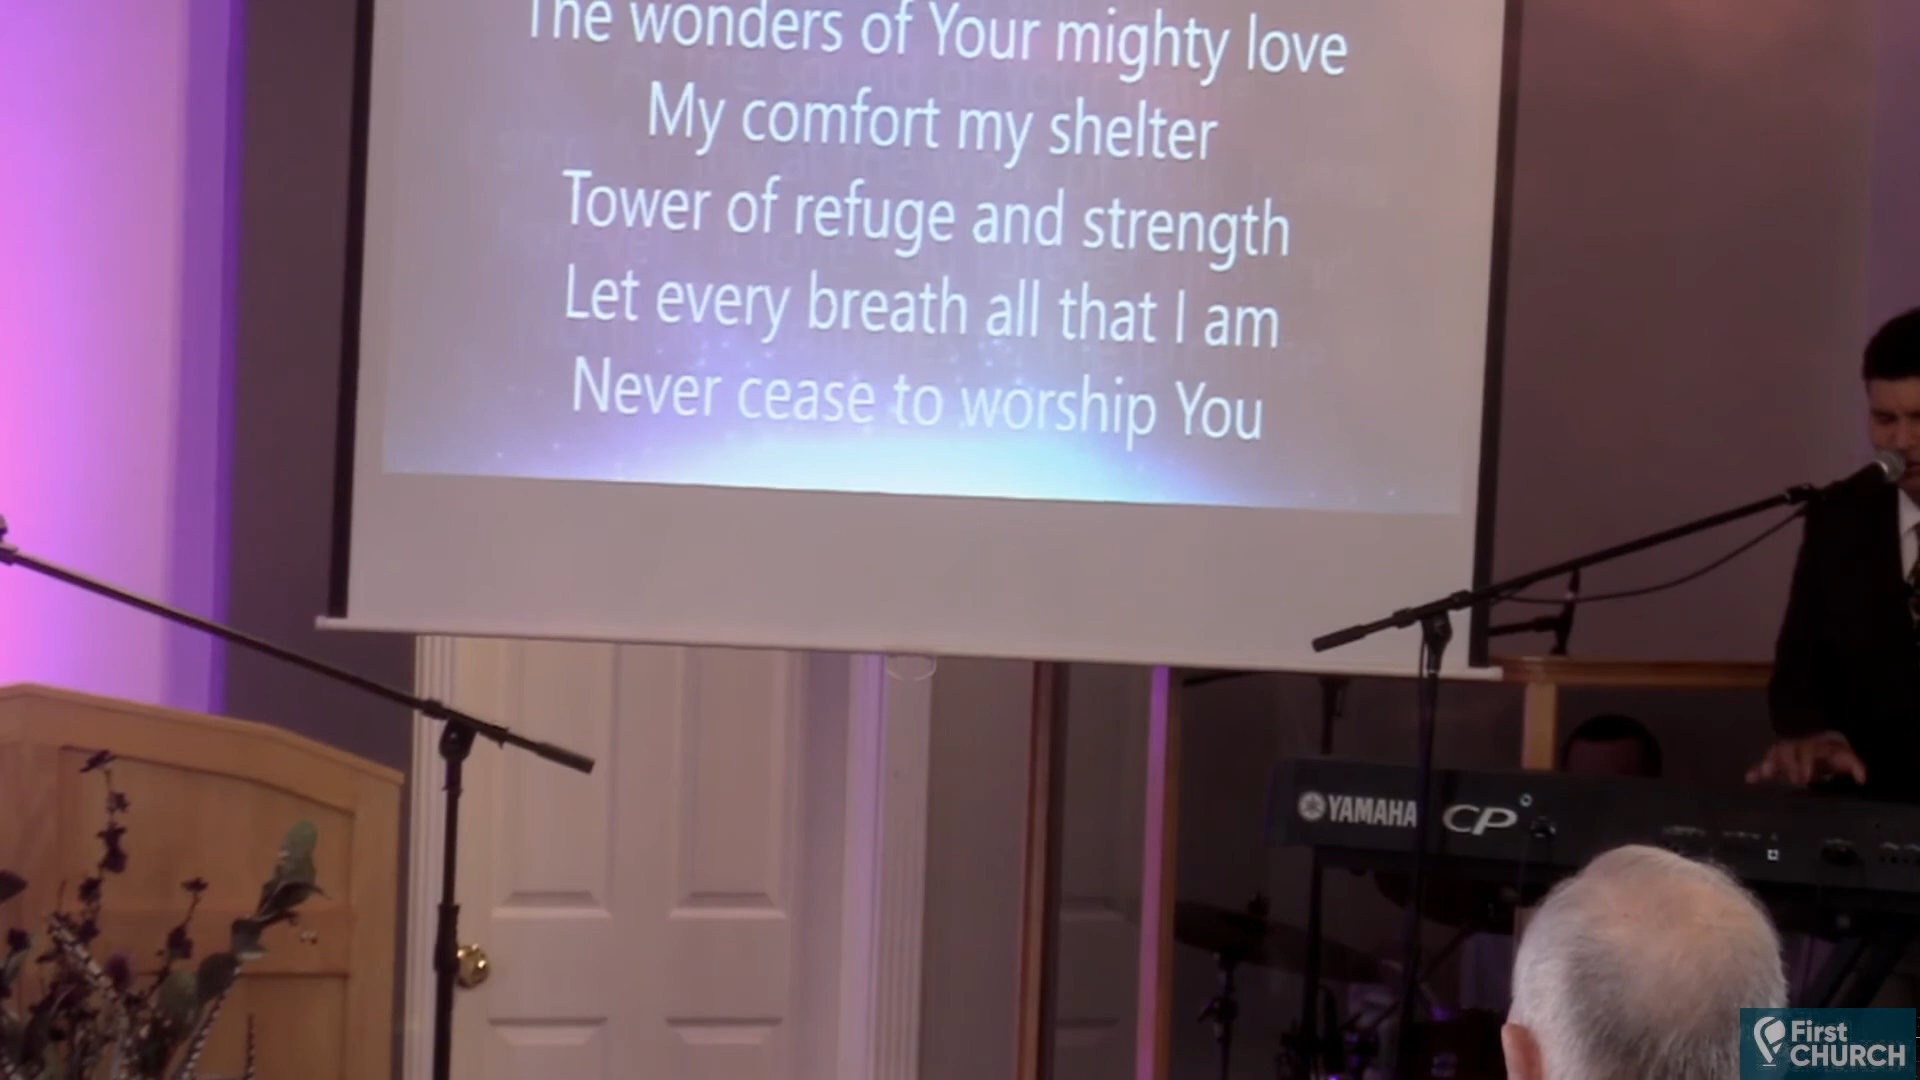 The wonders of Your mighty love
My comfort my shelter
Tower of refuge and strength
Let every breath all that I am
Never cease to worship You
YAMAHA CP
First
CHURCH